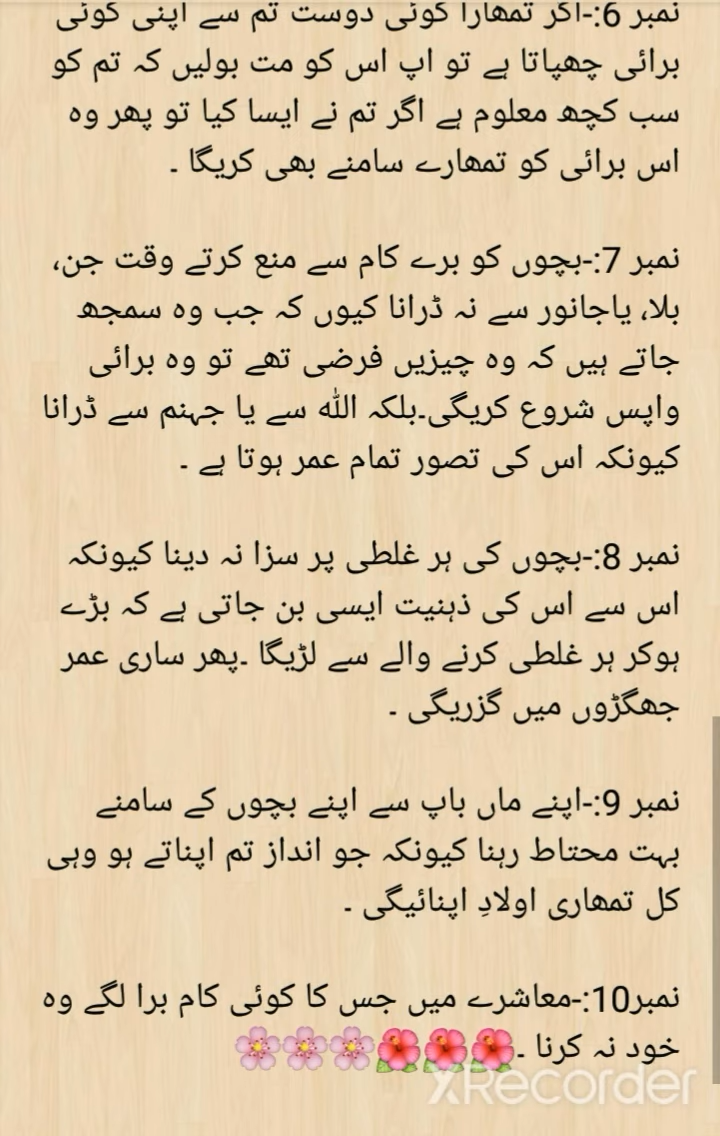 نمبر 6:-اگر تمھارا کوئی دوست تم سے اپنی کوئی
برائی چھپاتا ہے تو اپ اس کو مت بولیں کہ تم کو
سب کچھ معلوم ہے اگر تم نے ایسا کیا تو پھر وہ
اس برائی کو تمھارے سامنے بھی کریگا ۔
نمبر 7:-بچوں کو برے کام سے منع کرتے وقت جن،
بلا، یاجانور سے نہ ڈرانا کیوں کہ جب وہ سمجھ
جاتے ہیں کہ وہ چیزیں فرضی تھے تو وہ برائی
واپس شروع کریگی۔بلکہ اللّٰہ سے یا جہنم سے ڈرانا
کیونکہ اس کی تصور تمام عمر ہوتا ہے ۔
نمبر 8:-بچوں کی ہر غلطی پر سزا نہ دینا کیونکہ
اس سے اس کی ذہنیت ایسی بن جاتی ہے کہ بڑے
ہوکر ہر غلطی کرنے والے سے لڑیگا ۔پھر ساری عمر
جھگڑوں میں گزریگی ۔
نمبر 9:-اپنے ماں باپ سے اپنے بچوں کے سامنے
بہت محتاط رہنا کیونکہ جو انداز تم اپناتے ہو وہی
کل تمھاری اولادِ اپنائیگی ۔
نمبر10:-معاشرے میں جس کا کوئی کام برا لگے وہ
خود نہ کرنا ۔🌺🌺🌺🌸🌸🌸
XRecorder